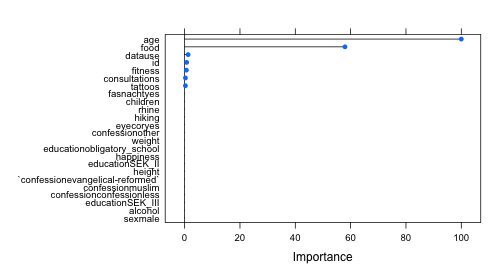 age
food
datause
id
fitness
consultations
tattoos
fasnachtyes
children
rhine
hiking
eyecoryes
confessionother
weight
educationobligatory_school
happiness
educationSEK_II
height
`confessionevangelical-reformed`
confessionmuslim
confessionconfessionless
educationSEK_III
alcohol
sexmale
0 20 40 60 80 100
Importance